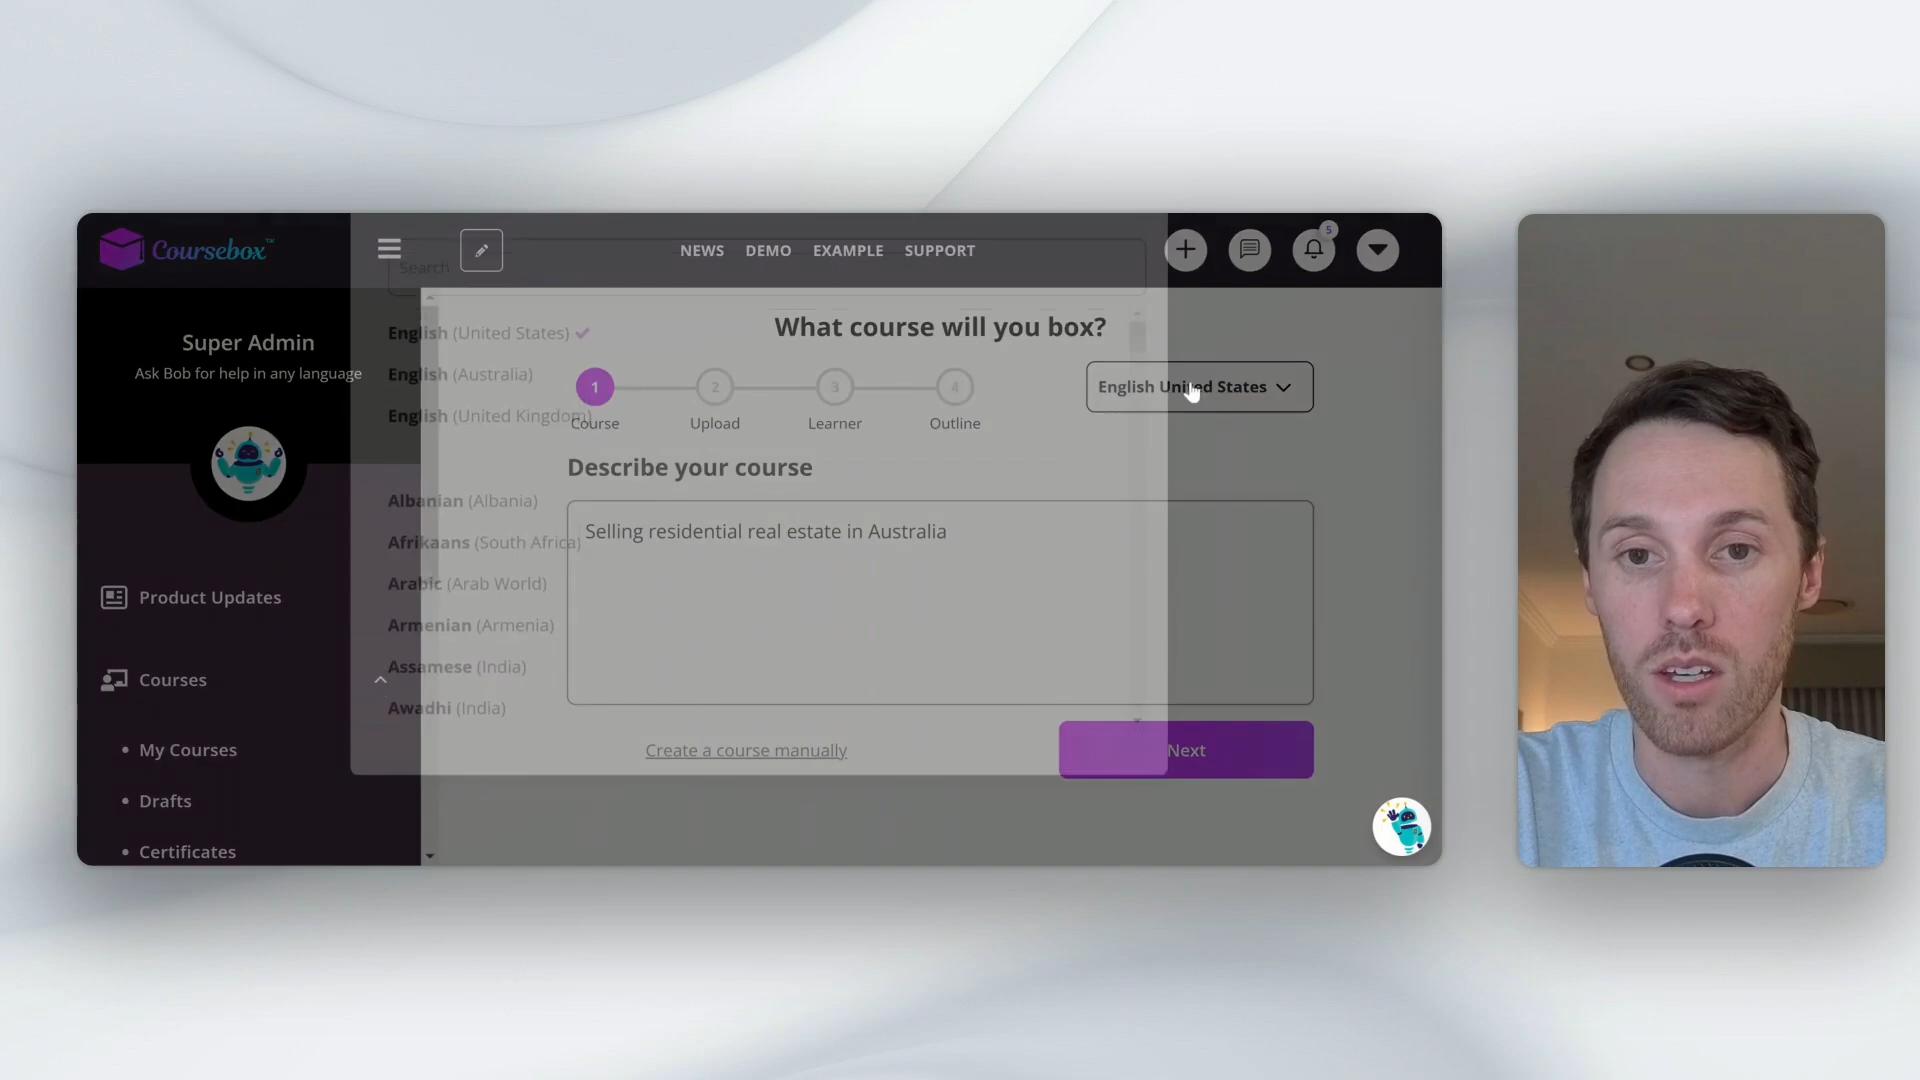 Coursebox™
NEWS DEMO EXAMPLE SUPPORT
5
Search
Super Admin
Ask Bob for help in any language
Product Updates
Courses
My Courses
Drafts
Certificates
English (United States)
English (Australia)
English (United Kingdom)
Albanian (Albania)
Afrikaans (South Africa)
Arabic (Arab World)
Armenian (Armenia)
Assamese (India)
Awadhi (India)
What course will you box?
1 2 3 4
Course Upload Learner Outline
English United States
Describe your course
Selling residential real estate in Australia
Create a course manually
Next